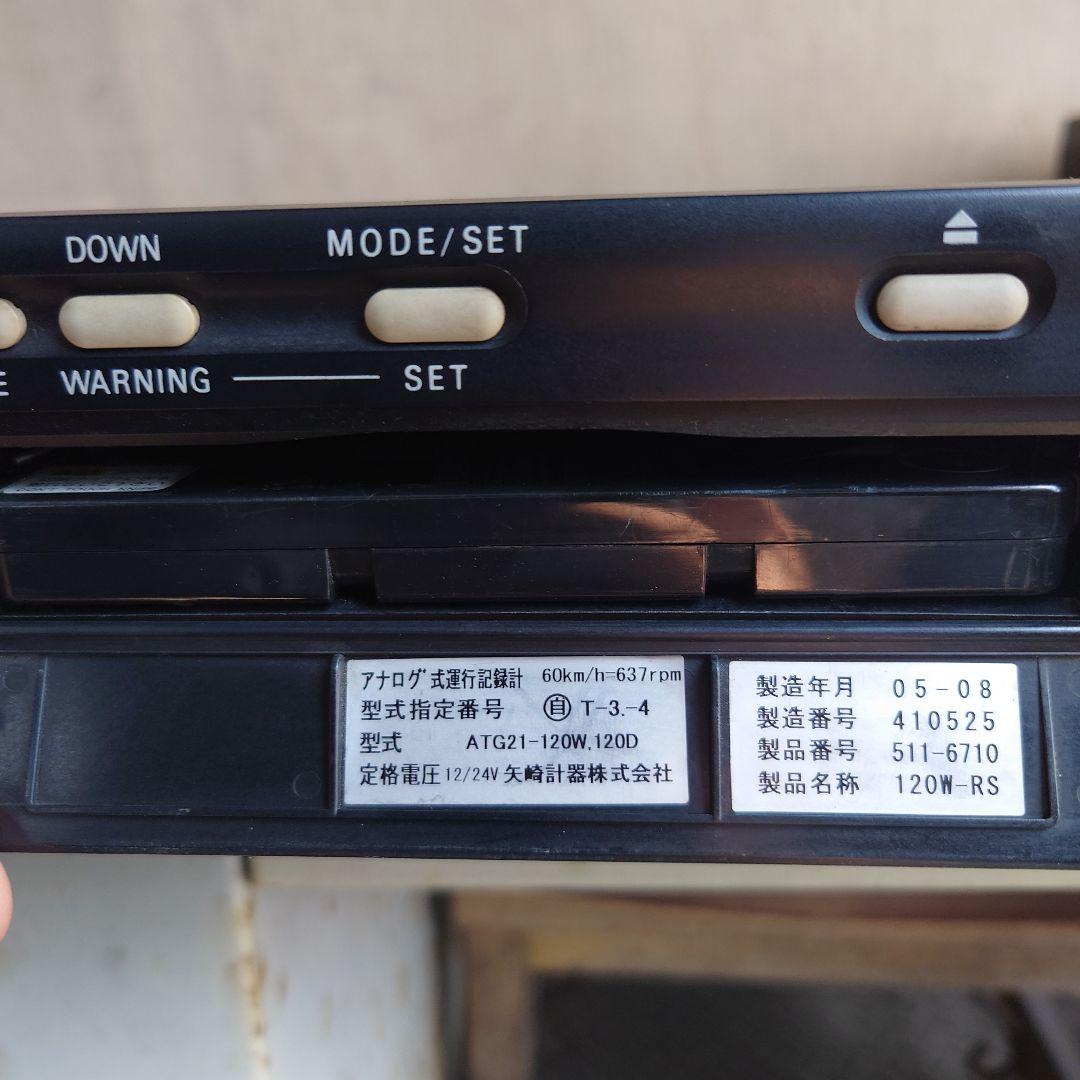 DOWN
MODE/SET
E WARNING SET
アナログ式運行記録計 60km/h=637rpm
型式指定番号 ㊀自 T-3.-4
型式 ATG21-120W,120D
定格電圧12/24V 矢崎計器株式会社
製造年月 05-08
製造番号 410525
製品番号 511-6710
製品名称 120W-RS